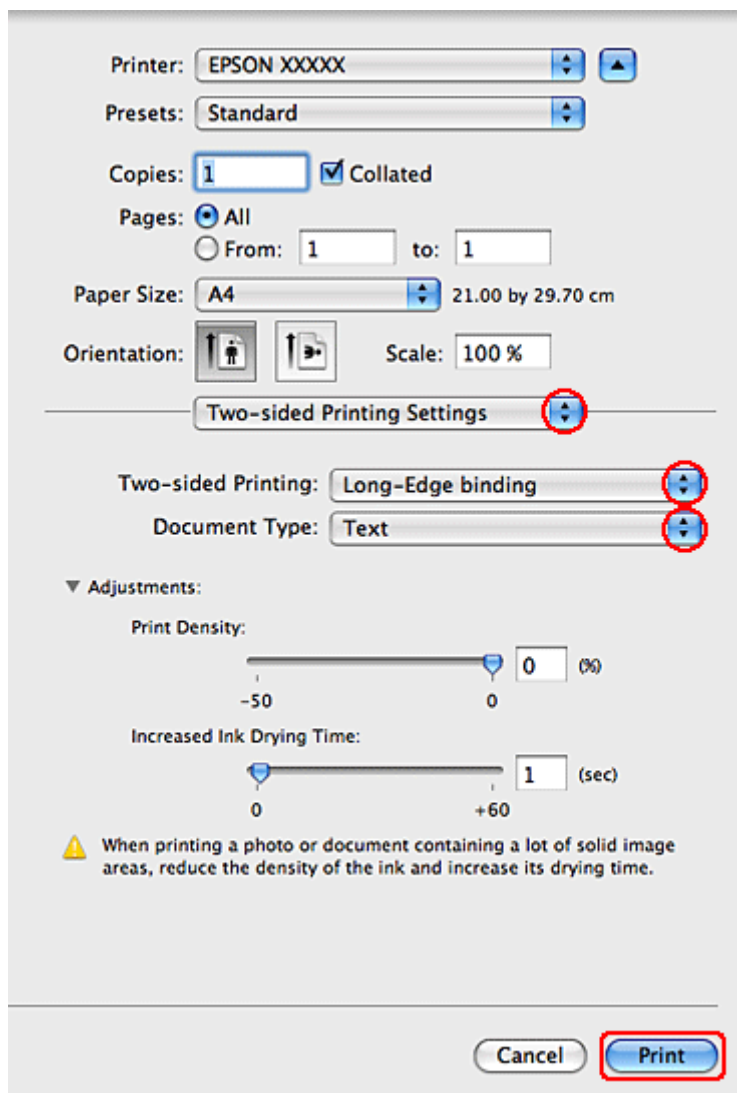 Printer: EPSON XXXXX
Presets: Standard
Copies: 1 Collated
Pages: All
From: 1 to: 1
Paper Size: A4 21.00 by 29.70 cm
Orientation: Scale: 100 %
Two-sided Printing Settings
Two-sided Printing: Long-Edge binding
Document Type: Text
Adjustments:
Print Density:
0 (%)
-50 0
Increased Ink Drying Time:
1 (sec)
0 +60
When printing a photo or document containing a lot of solid image
areas, reduce the density of the ink and increase its drying time.
Cancel Print